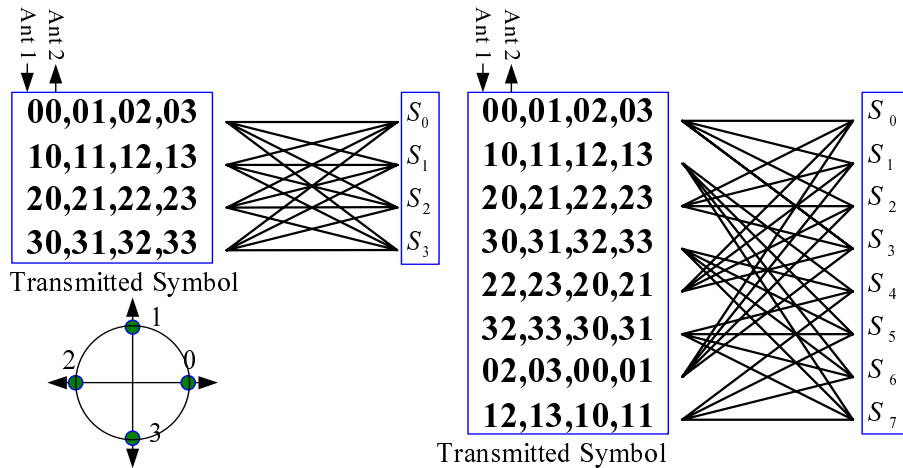 Ant 1
Ant 2
00,01,02,03
10,11,12,13
20,21,22,23
30,31,32,33
S0
S1
S2
S3
Transmitted Symbol
1
2
0
3
Ant 1
Ant 2
00,01,02,03
10,11,12,13
20,21,22,23
30,31,32,33
22,23,20,21
32,33,30,31
02,03,00,01
12,13,10,11
S0
S1
S2
S3
S4
S5
S6
S7
Transmitted Symbol